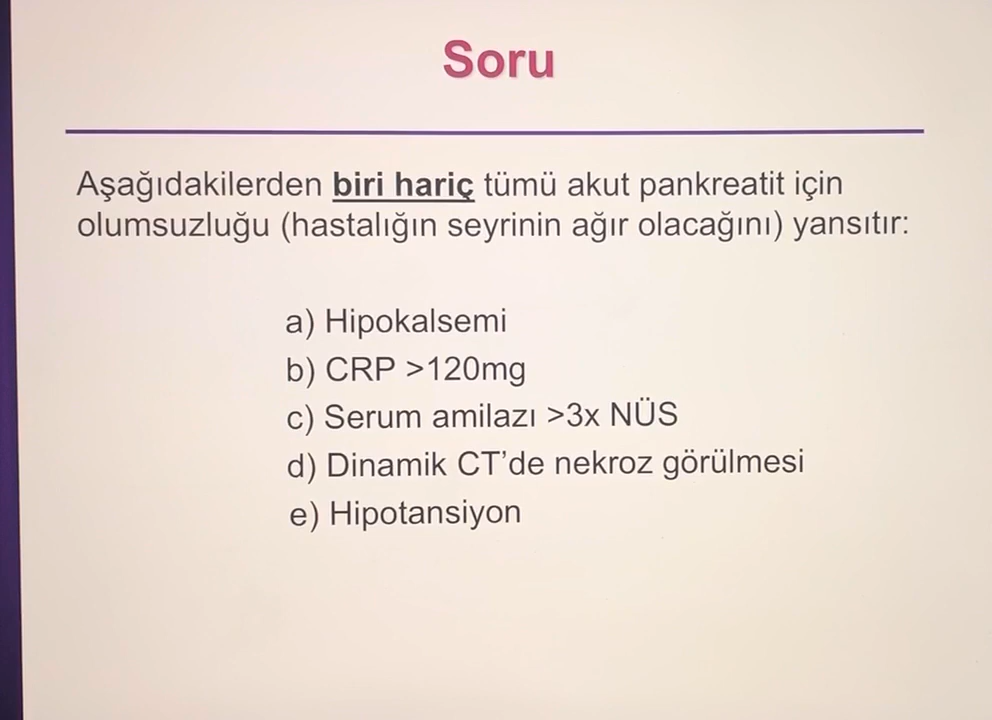 Soru
Aşağıdakilerden biri hariç tümü akut pankreatit için
olumsuzluğu (hastalığın seyrinin ağır olacağını) yansıtır:
a) Hipokalsemi
b) CRP >120mg
c) Serum amilazı >3x NÜS
d) Dinamik CT’de nekroz görülmesi
e) Hipotansiyon